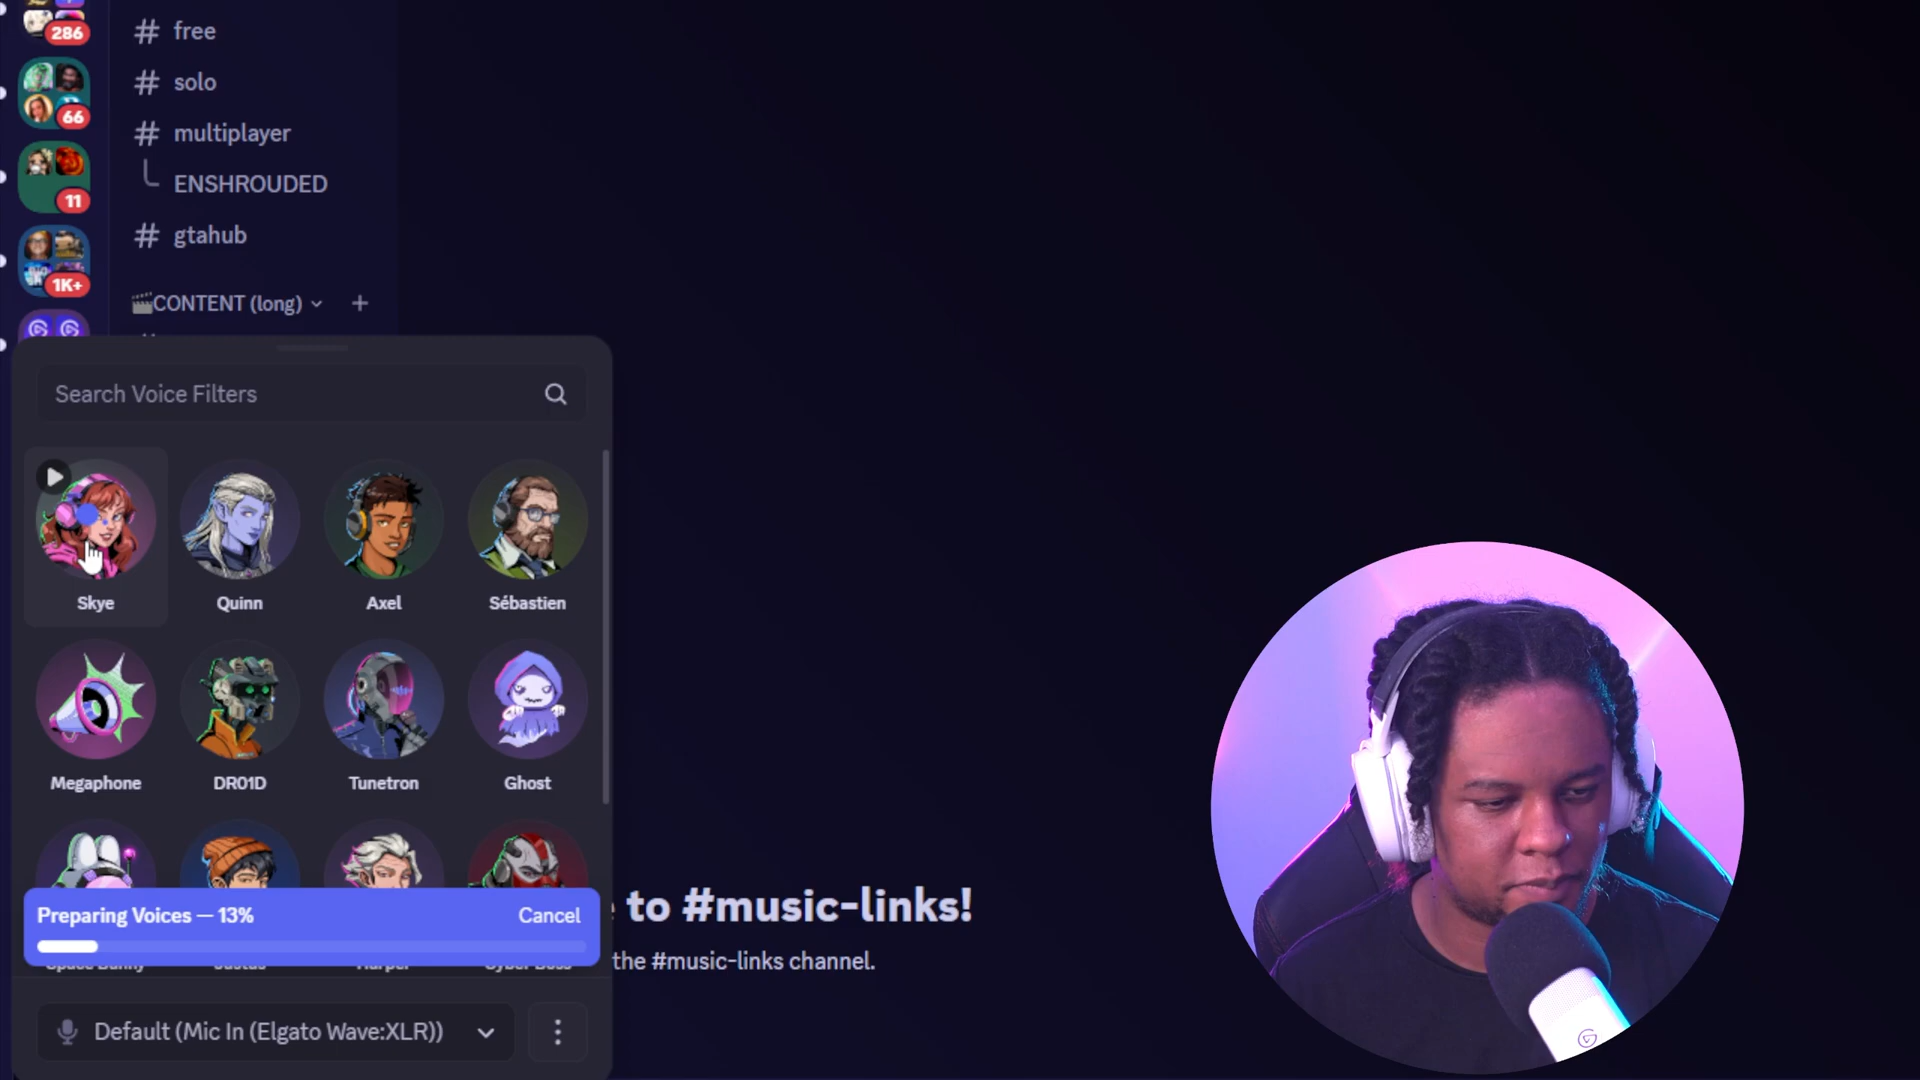 286
# free
66
# solo
# multiplayer
ENSHROUDED
11
# gtahub
1K+
CONTENT (long)
Search Voice Filters
Skye
Quinn
Axel
Sébastien
Megaphone
DR01D
Tunetron
Ghost
Preparing Voices — 13%
Cancel
to #music-links!
the #music-links channel.
Default (Mic In (Elgato Wave:XLR))